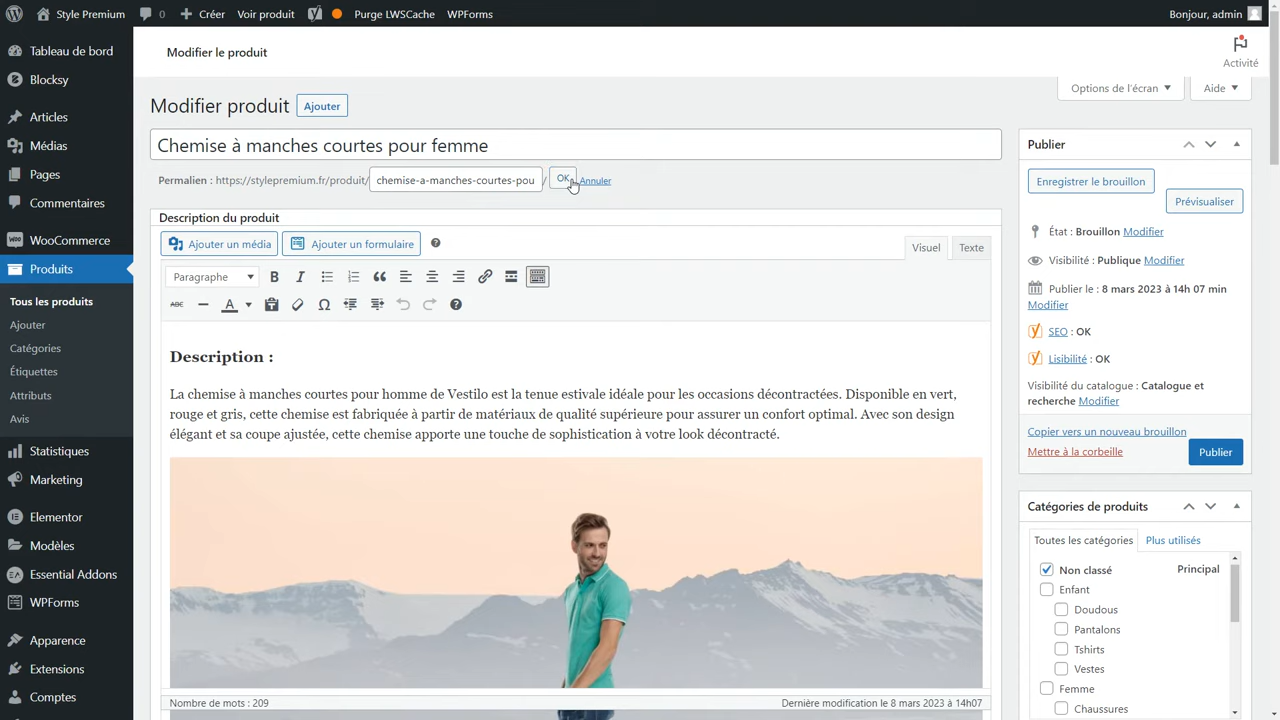 Style Premium 0 Créer Voir produit Purge LWSCache WPForms Bonjour, admin
Tableau de bord
Blocksy
Articles
Médias
Pages
Commentaires
WooCommerce
Produits
Tous les produits
Ajouter
Catégories
Étiquettes
Attributs
Avis
Statistiques
Marketing
Elementor
Modèles
Essential Addons
WPForms
Apparence
Extensions
Comptes
Modifier le produit
Activité
Options de l'écran Aide
Modifier produit Ajouter
Chemise à manches courtes pour femme
Permalien : https://stylepremium.fr/produit/ chemise-a-manches-courtes-pou / OK Annuler
Description du produit
Ajouter un média Ajouter un formulaire
Visuel Texte
Paragraphe B I
ABC A Ω
Description :
La chemise à manches courtes pour homme de Vestilo est la tenue estivale idéale pour les occasions décontractées. Disponible en vert,
rouge et gris, cette chemise est fabriquée à partir de matériaux de qualité supérieure pour assurer un confort optimal. Avec son design
élégant et sa coupe ajustée, cette chemise apporte une touche de sophistication à votre look décontracté.
Nombre de mots : 209 Dernière modification le 8 mars 2023 à 14h07
Publier
Enregistrer le brouillon
Prévisualiser
État : Brouillon Modifier
Visibilité : Publique Modifier
Publier le : 8 mars 2023 à 14h 07 min
Modifier
SEO : OK
Lisibilité : OK
Visibilité du catalogue : Catalogue et
recherche Modifier
Copier vers un nouveau brouillon
Mettre à la corbeille Publier
Catégories de produits
Toutes les catégories Plus utilisés
Non classé Principal
Enfant
Doudous
Pantalons
Tshirts
Vestes
Femme
Chaussures